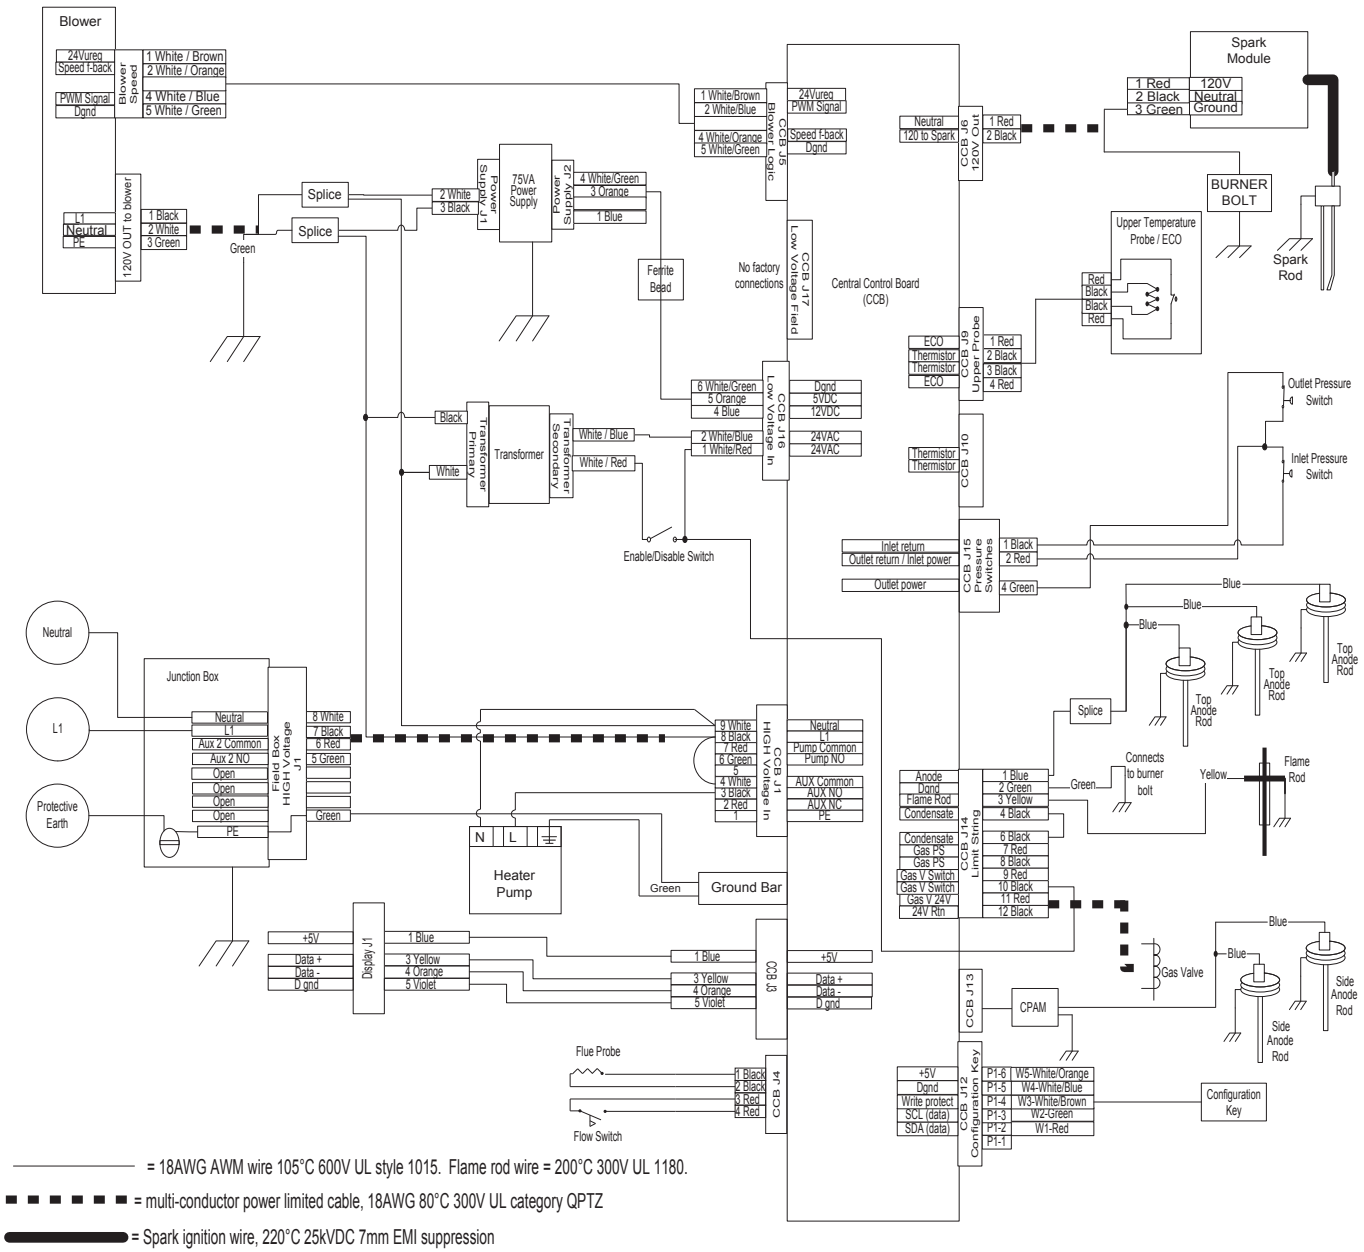 Blower
24Vureg
Speed f-back
PWM Signal
Dgnd
Blower
Speed
1 White / Brown
2 White / Orange
4 White / Blue
5 White / Green
L1
Neutral
PE
120V OUT to blower
1 Black
2 White
3 Green
Green
Splice
Splice
2 White
3 Black
Power
Supply J1
75VA
Power
Supply
Power
Supply J2
4 White/Green
3 Orange
1 Blue
Ferrite
Bead
1 White/Brown
2 White/Blue
4 White/Orange
5 White/Green
CCB J5
Blower Logic
24Vureg
PWM Signal
Speed f-back
Dgnd
No factory
connections
CCB J17
Low Voltage Field
Central Control Board
(CCB)
6 White/Green
5 Orange
4 Blue
2 White/Blue
1 White/Red
CCB J16
Low Voltage In
Dgnd
5VDC
12VDC
24VAC
24VAC
Black
White
Transformer
Primary
Transformer
Transformer
Secondary
White / Blue
White / Red
Enable/Disable Switch
Neutral
120 to Spark
CCB J6
120V Out
1 Red
2 Black
Spark
Module
1 Red
2 Black
3 Green
120V
Neutral
Ground
BURNER
BOLT
Spark
Rod
Upper Temperature
Probe / ECO
Red
Black
Black
Red
ECO
Thermistor
Thermistor
ECO
CCB J9
Upper Probe
1 Red
2 Black
3 Black
4 Red
Thermistor
Thermistor
CCB J10
Outlet Pressure
Switch
Inlet Pressure
Switch
Inlet return
Outlet return / Inlet power
Outlet power
CCB J15
Pressure
Switches
1 Black
2 Red
4 Green
Blue
Blue
Blue
Top
Anode
Rod
Top
Anode
Rod
Top
Anode
Rod
Splice
Neutral
L1
Protective
Earth
Junction Box
Neutral
L1
Aux 2 Common
Aux 2 NO
Open
Open
Open
Open
PE
Field Box
HIGH Voltage
J1
8 White
7 Black
6 Red
5 Green
Green
9 White
8 Black
7 Red
6 Green
5
4 White
3 Black
2 Red
1
CCB J1
HIGH Voltage In
Neutral
L1
Pump Common
Pump NO
AUX Common
AUX NO
AUX NC
PE
N
L
Heater
Pump
Green
Ground Bar
Anode
Dgnd
Flame Rod
Condensate
Condensate
Gas PS
Gas PS
Gas V Switch
Gas V Switch
Gas V 24V
24V Rtn
CCB J14
Limit String
1 Blue
2 Green
3 Yellow
4 Black
6 Black
7 Red
8 Black
9 Red
10 Black
11 Red
12 Black
Green
Connects
to burner
bolt
Yellow
Flame
Rod
Gas Valve
Blue
Blue
Side
Anode
Rod
Side
Anode
Rod
+5V
Data +
Data -
D gnd
Display J1
1 Blue
3 Yellow
4 Orange
5 Violet
1 Blue
3 Yellow
4 Orange
5 Violet
CCB J3
+5V
Data +
Data -
D gnd
CCB J13
CPAM
Flue Probe
Flow Switch
1 Black
2 Black
3 Red
4 Red
CCB J4
+5V
Dgnd
Write protect
SCL (data)
SDA (data)
CCB J12
Configuration Key
P1-6
P1-5
P1-4
P1-3
P1-2
P1-1
W5-White/Orange
W4-White/Blue
W3-White/Brown
W2-Green
W1-Red
Configuration
Key
= 18AWG AWM wire 105°C 600V UL style 1015. Flame rod wire = 200°C 300V UL 1180.
= multi-conductor power limited cable, 18AWG 80°C 300V UL category QPTZ
= Spark ignition wire, 220°C 25kVDC 7mm EMI suppression